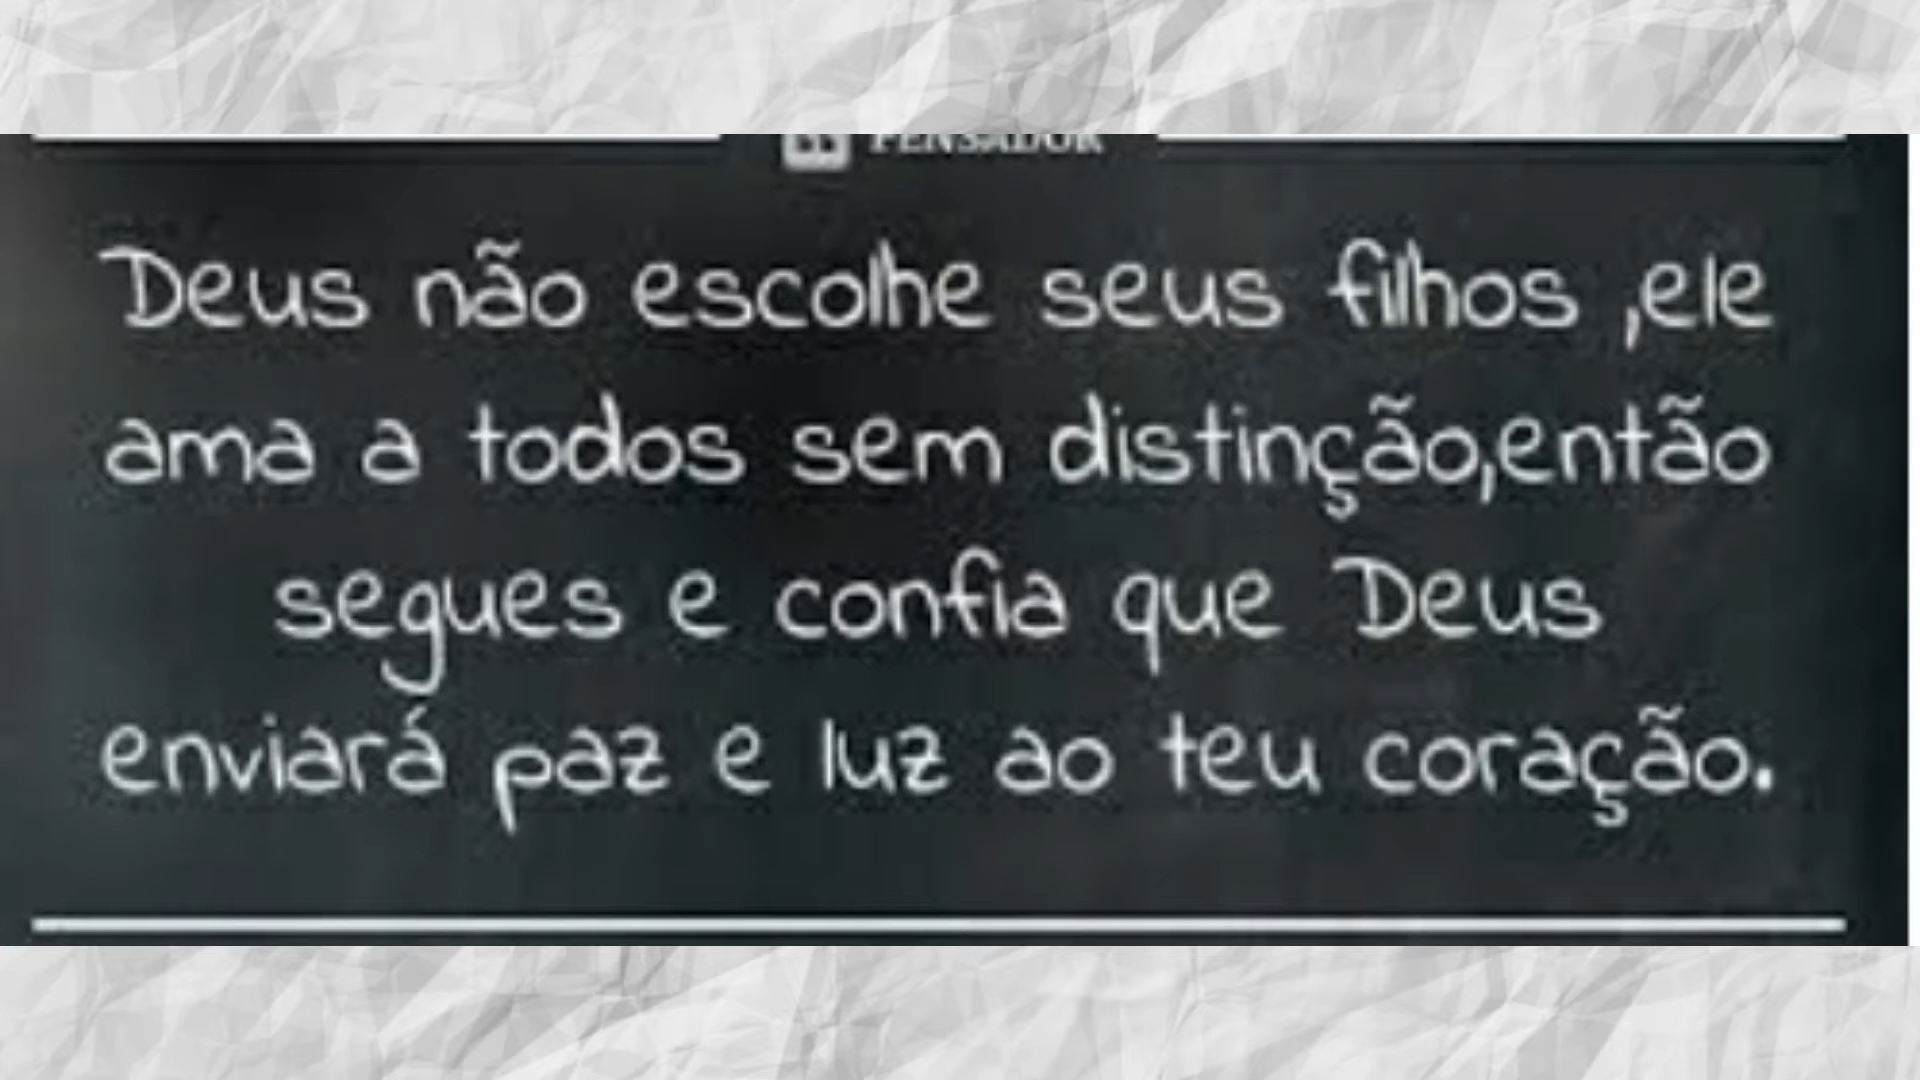 PENSADOR
Deus não escolhe seus filhos ,ele
ama a todos sem distinção,então
segues e confia que Deus
enviará paz e luz ao teu coração.